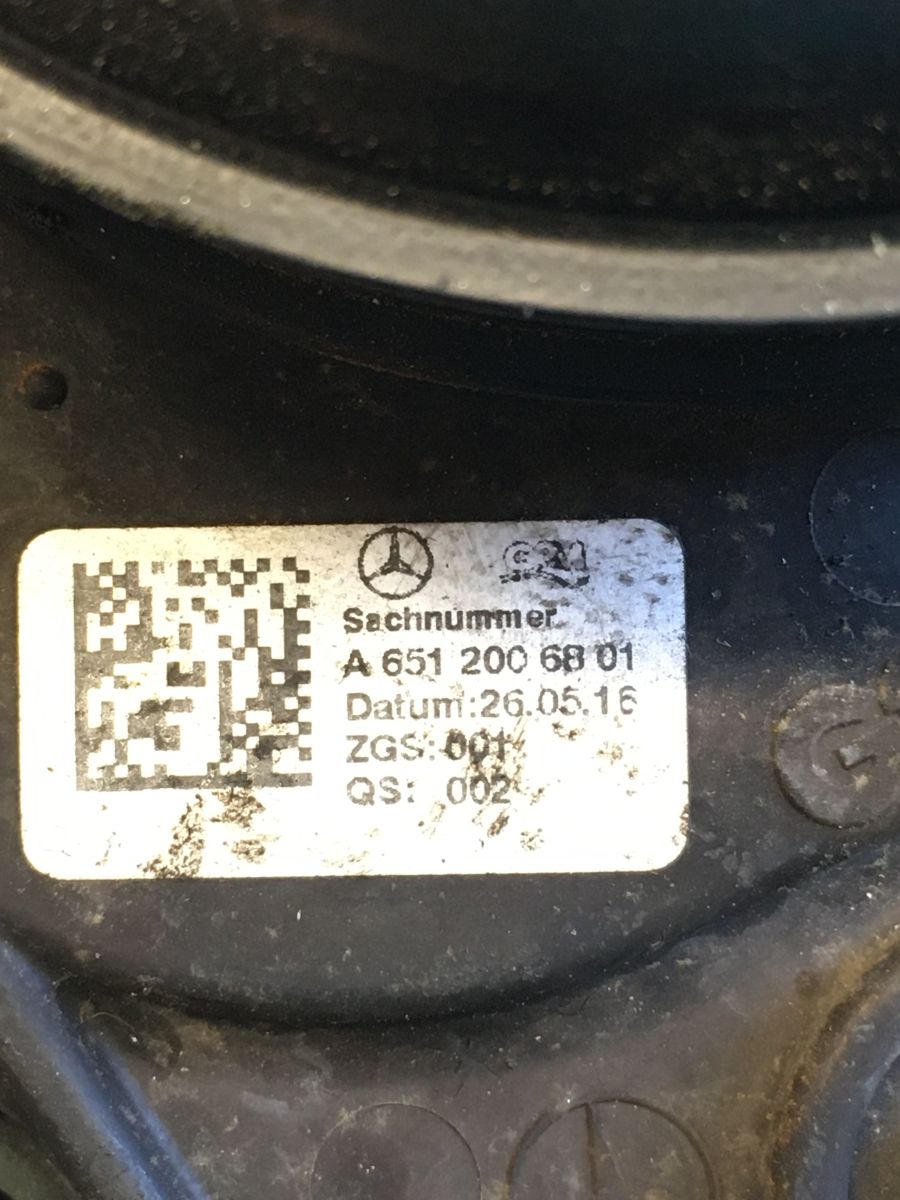 Sachnummer
A 651 200 68 01
Datum:26.05.16
ZGS: 001
QS: 002